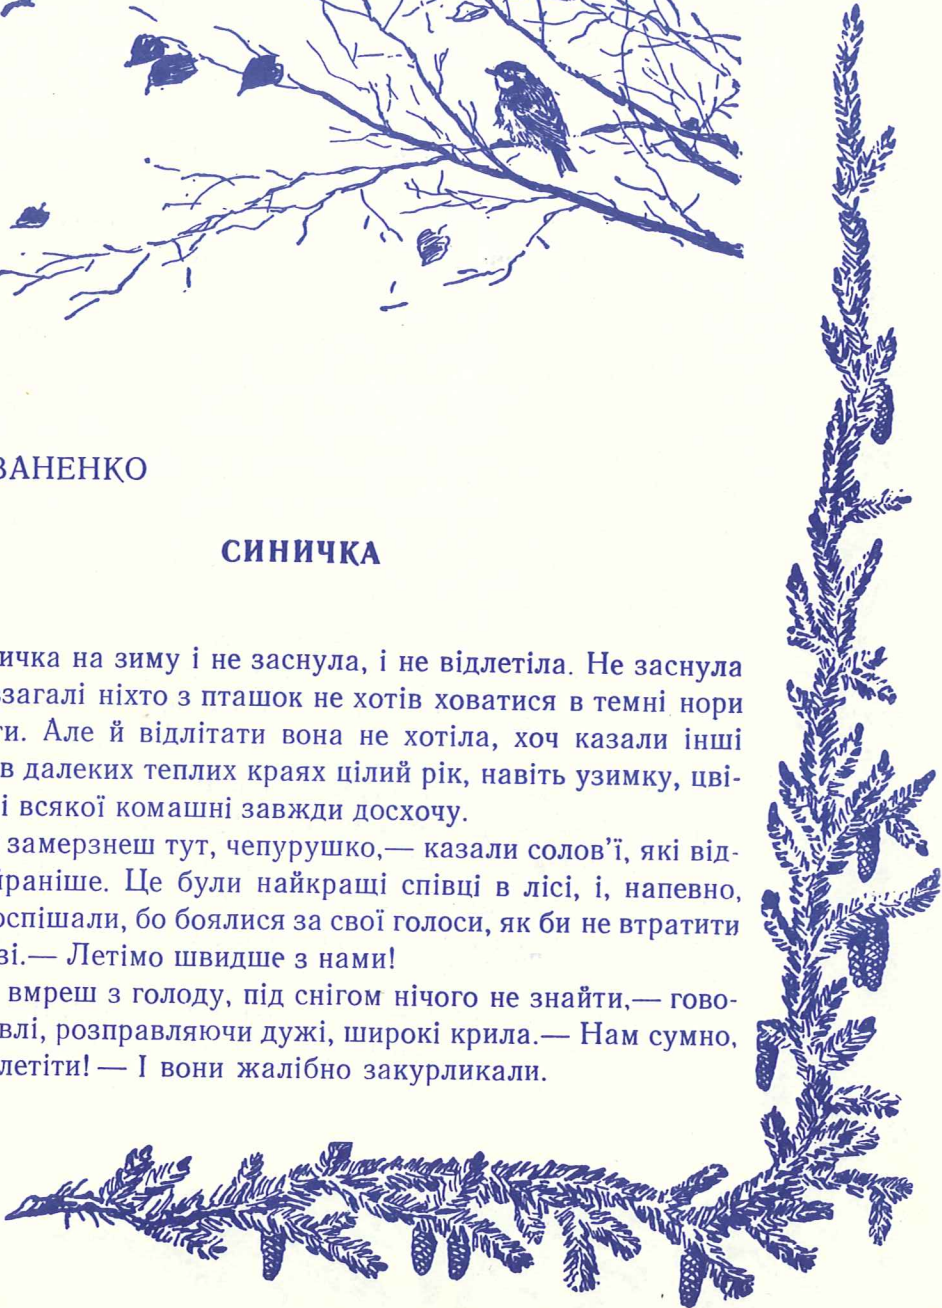 ВАНЕНКО
СИНИЧКА
ичка на зиму і не заснула, і не відлетіла. Не заснула
взагалі ніхто з пташок не хотів ховатися в темні нори
ти. Але й відлітати вона не хотіла, хоч казали інші
в далеких теплих краях цілий рік, навіть узимку, цві-
і всякої комашні завжди досхочу.
замерзнеш тут, чепурушко,— казали солов’ї, які від-
йраніше. Це були найкращі співці в лісі, і, напевно,
оспішали, бо боялися за свої голоси, як би не втратити
зі.— Летімо швидше з нами!
вмреш з голоду, під снігом нічого не знайти,— гово-
влі, розправляючи дужі, широкі крила.— Нам сумно,
летіти! — І вони жалібно закурликали.